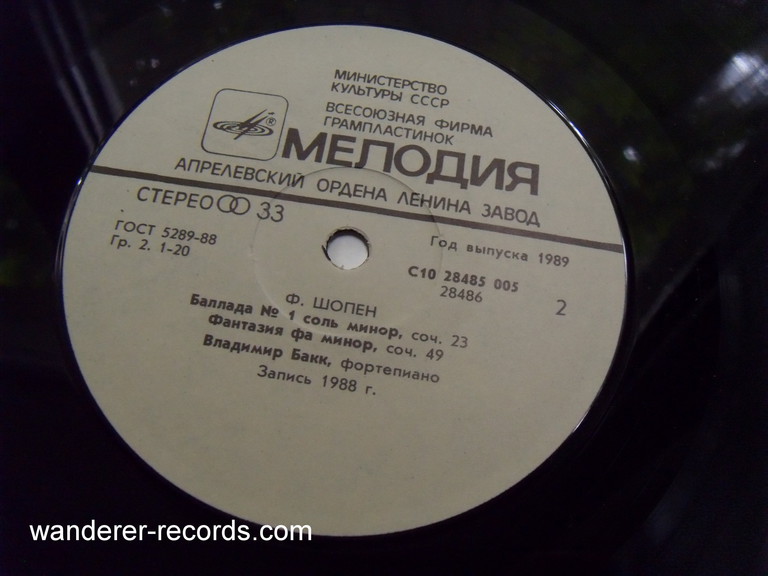 МИНИСТЕРСТВО
КУЛЬТУРЫ СССР
ВСЕСОЮЗНАЯ ФИРМА
ГРАМПЛАСТИНОК
®
МЕЛОДИЯ
АПРЕЛЕВСКИЙ ОРДЕНА ЛЕНИНА ЗАВОД
СТЕРЕО 33
ГОСТ 5289-88
Гр. 2. 1-20
Год выпуска 1989
С10 28485 005
28486
2
Ф. ШОПЕН
Баллада № 1 соль минор, соч. 23
Фантазия фа минор, соч. 49
Владимир Бакк, фортепиано
Запись 1988 г.
wanderer-records.com